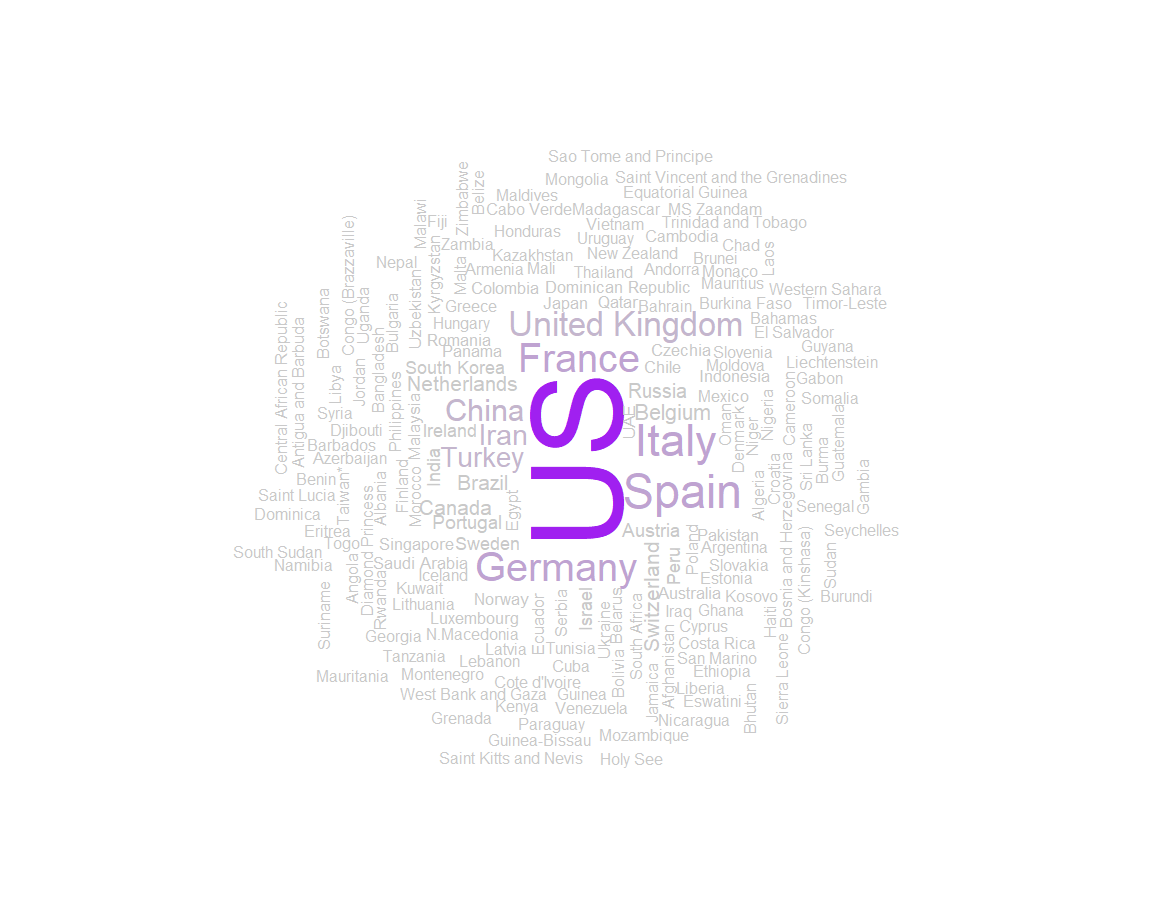 Sao Tome and Principe
Mongolia
Saint Vincent and the Grenadines
Zimbabwe
Belize
Maldives
Equatorial Guinea
Cabo Verde
Madagascar
MS Zaandam
Malawi
Fiji
Honduras
Vietnam
Trinidad and Tobago
Uruguay
Cambodia
Congo (Brazzaville)
Kyrgyzstan
Zambia
Kazakhstan
New Zealand
Chad
Brunei
Laos
Nepal
Malta
Armenia
Mali
Thailand
Andorra
Monaco
Uzbekistan
Colombia
Dominican Republic
Mauritius
Western Sahara
Botswana
Uganda
Bulgaria
Greece
Japan
Qatar
Bahrain
Burkina Faso
Timor-Leste
Central African Republic
Antigua and Barbuda
Hungary
United Kingdom
Bahamas
El Salvador
Bangladesh
Romania
Panama
France
Czechia
Slovenia
Guyana
Libya
Jordan
Philippines
South Korea
Chile
Moldova
Liechtenstein
Netherlands
US
Russia
Indonesia
Gabon
Syria
Malaysia
China
UAE
Belgium
Mexico
Oman
Denmark
Niger
Nigeria
Cameroon
Somalia
Djibouti
Ireland
Iran
Italy
Guatemala
Barbados
Azerbaijan
India
Turkey
Croatia
Sri Lanka
Burma
Gambia
Benin
Taiwan*
Albania
Finland
Morocco
Brazil
Egypt
Spain
Algeria
Bosnia and Herzegovina
Saint Lucia
Canada
Senegal
Dominica
Portugal
Austria
Pakistan
Seychelles
Eritrea
Togo
Diamond Princess
Singapore
Sweden
Poland
Argentina
Congo (Kinshasa)
Sudan
South Sudan
Namibia
Angola
Saudi Arabia
Iceland
Germany
Switzerland
Peru
Slovakia
Estonia
Suriname
Rwanda
Kuwait
Lithuania
Norway
Ecuador
Serbia
Israel
Ukraine
Belarus
South Africa
Australia
Kosovo
Burundi
Luxembourg
Iraq
Ghana
Haiti
Georgia
N.Macedonia
Cyprus
Latvia
Tunisia
Bolivia
Afghanistan
Costa Rica
Tanzania
Lebanon
Cuba
San Marino
Sierra Leone
Mauritania
Montenegro
Cote d'Ivoire
Jamaica
Ethiopia
West Bank and Gaza
Guinea
Liberia
Eswatini
Bhutan
Kenya
Venezuela
Grenada
Paraguay
Nicaragua
Guinea-Bissau
Mozambique
Saint Kitts and Nevis
Holy See